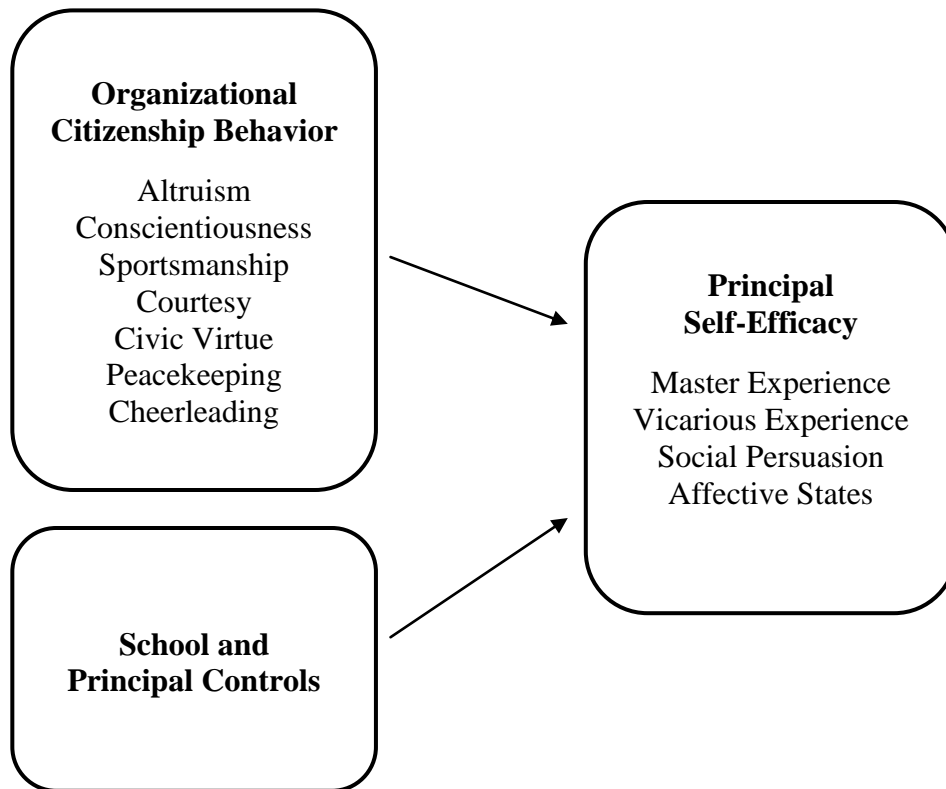 Organizational
Citizenship Behavior
Altruism
Conscientiousness
Sportsmanship
Courtesy
Civic Virtue
Peacekeeping
Cheerleading
Principal
Self-Efficacy
Master Experience
Vicarious Experience
Social Persuasion
Affective States
School and
Principal Controls